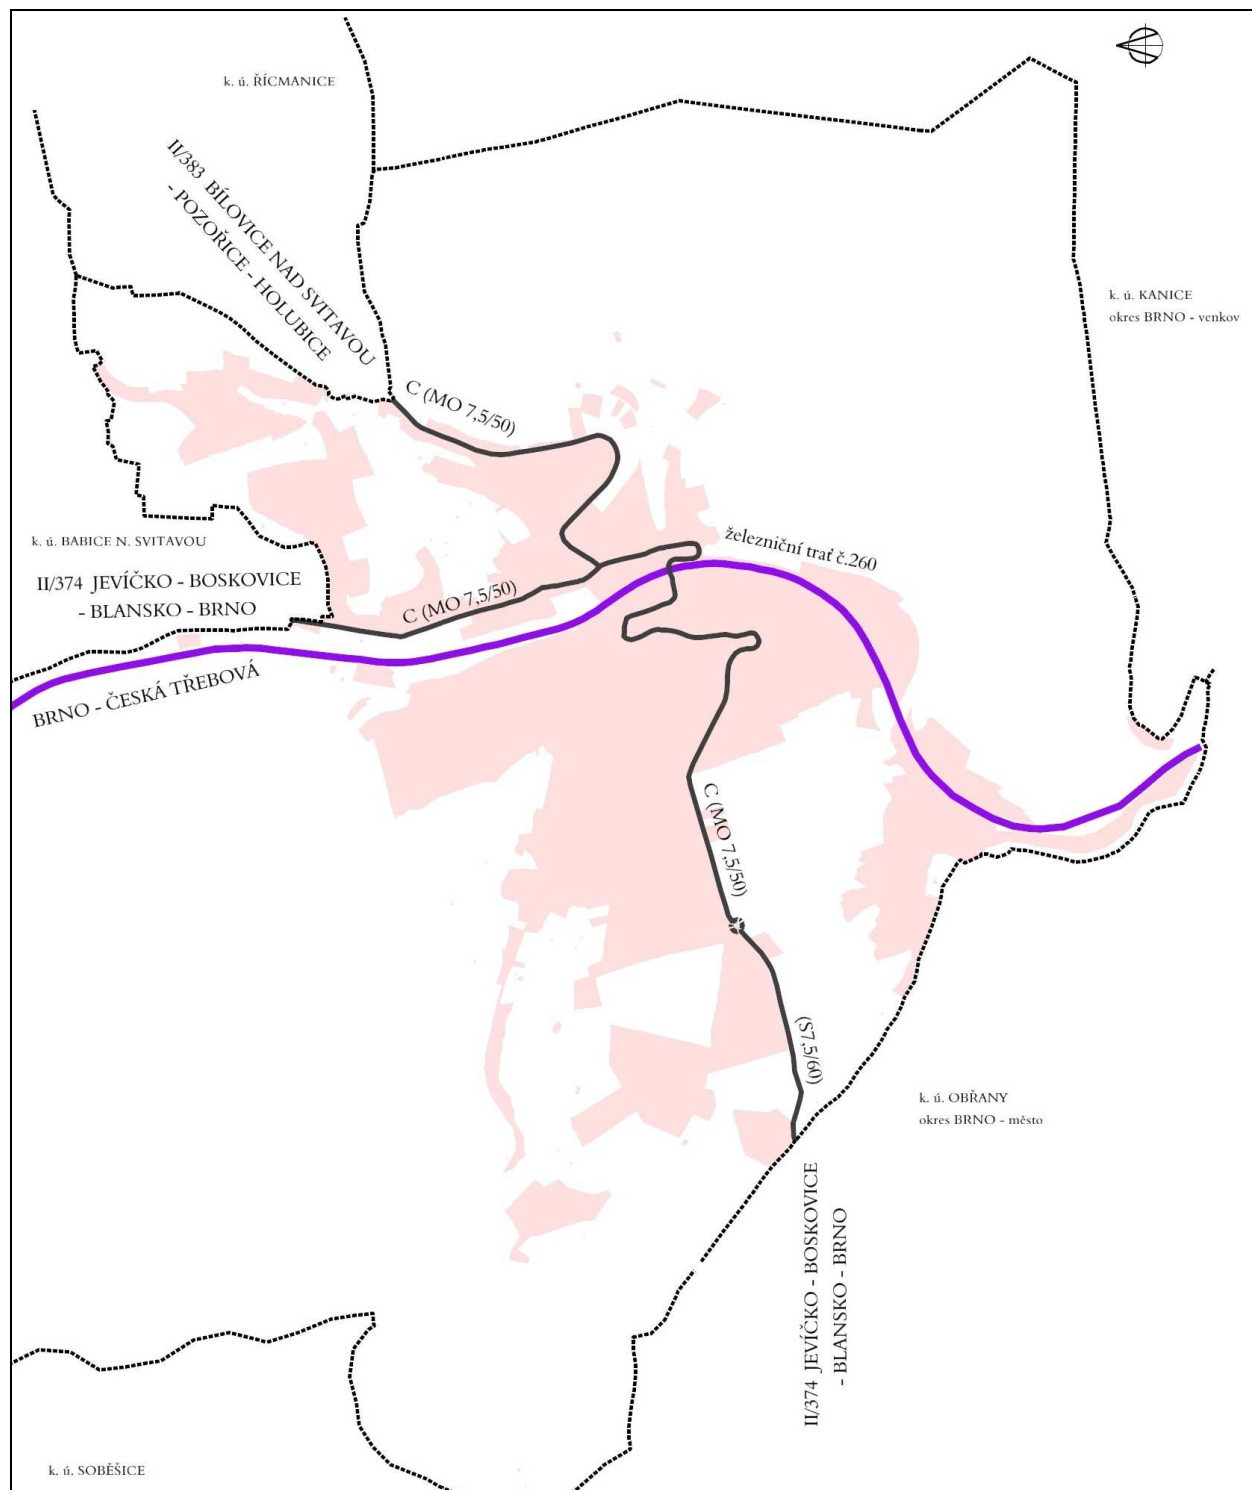 k. ú. ŘÍCMANICE
II/383 BÍLOVICE NAD SVITAVOU
- POZOŘICE - HOLUBICE
k. ú. KANICE
okres BRNO - venkov
C (MO 7,5/50)
železniční trať č.260
k. ú. BABICE N. SVITAVOU
II/374 JEVÍČKO - BOSKOVICE
- BLANSKO - BRNO
C (MO 7,5/50)
BRNO - ČESKÁ TŘEBOVÁ
C (MO 7,5/50)
(S7,5/60)
k. ú. OBŘANY
okres BRNO - město
II/374 JEVÍČKO - BOSKOVICE
- BLANSKO - BRNO
k. ú. SOBĚŠICE